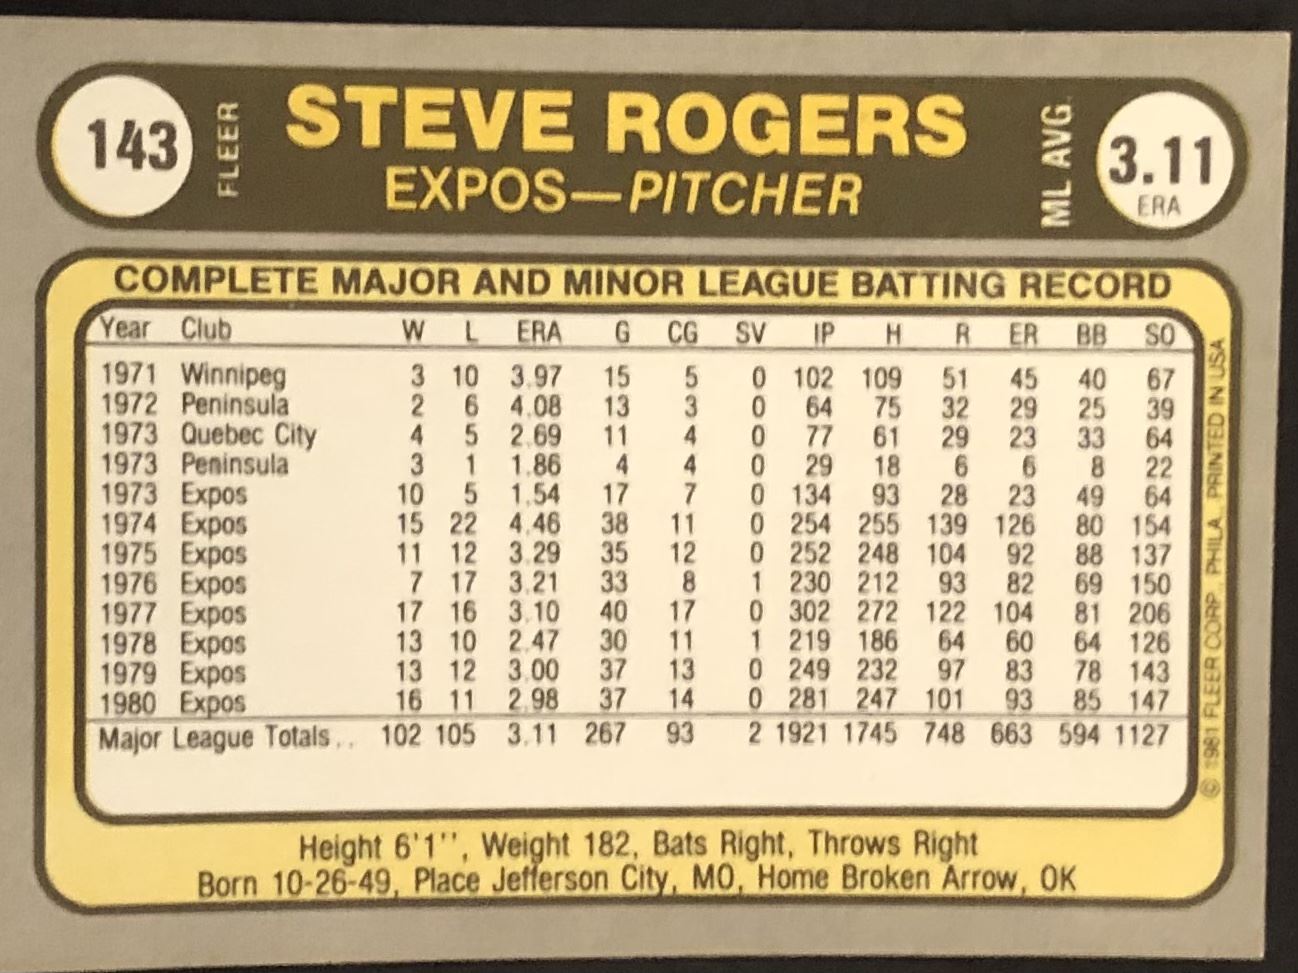 143 FLEER STEVE ROGERS ML AVG. 3.11
EXPOS—PITCHER ERA
COMPLETE MAJOR AND MINOR LEAGUE BATTING RECORD
Year Club W L ERA G CG SV IP H R ER BB SO
1971 Winnipeg 3 10 3.97 15 5 0 102 109 51 45 40 67
1972 Peninsula 2 6 4.08 13 3 0 64 75 32 29 25 39
1973 Quebec City 4 5 2.69 11 4 0 77 61 29 23 33 64
1973 Peninsula 3 1 1.86 4 4 0 29 18 6 6 8 22
1973 Expos 10 5 1.54 17 7 0 134 93 28 23 49 64
1974 Expos 15 22 4.46 38 11 0 254 255 139 126 80 154
1975 Expos 11 12 3.29 35 12 0 252 248 104 92 88 137
1976 Expos 7 17 3.21 33 8 1 230 212 93 82 69 150
1977 Expos 17 16 3.10 40 17 0 302 272 122 104 81 206
1978 Expos 13 10 2.47 30 11 1 219 186 64 60 64 126
1979 Expos 13 12 3.00 37 13 0 249 232 97 83 78 143
1980 Expos 16 11 2.98 37 14 0 281 247 101 93 85 147
Major League Totals.. 102 105 3.11 267 93 2 1921 1745 748 663 594 1127
© 1981 FLEER CORP., PHILA. PRINTED IN USA
Height 6'1'', Weight 182, Bats Right, Throws Right
Born 10-26-49, Place Jefferson City, MO, Home Broken Arrow, OK